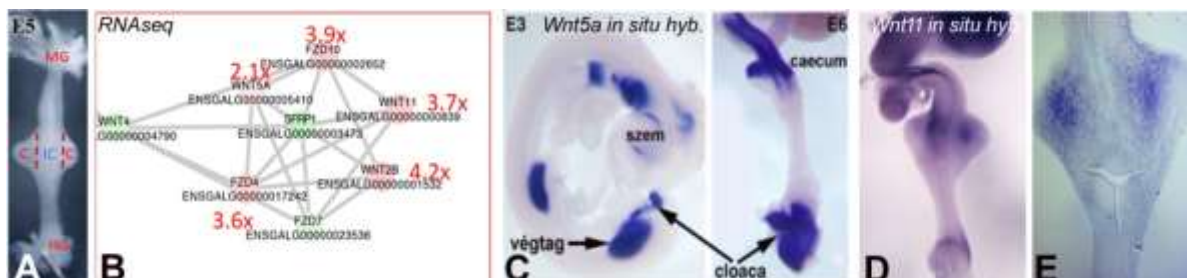 E5
MG
C IC C
HG
A
RNAseq
3.9x
FZD10
ENSGALG00000002602
2.1x
WNT5A
ENSGALG00000005410
WNT11
3.7x
ENSGALG00000000839
WNT4
G00000004790
SFRP1
ENSGALG00000003473
WNT2B
4.2x
ENSGALG00000001532
FZD4
ENSGALG00000017242
3.6x
FZD7
ENSGALG00000023536
B
E3 Wnt5a in situ hyb. E6
caecum
szem
végtag
cloaca
C
Wnt11 in situ hyb.
D
E